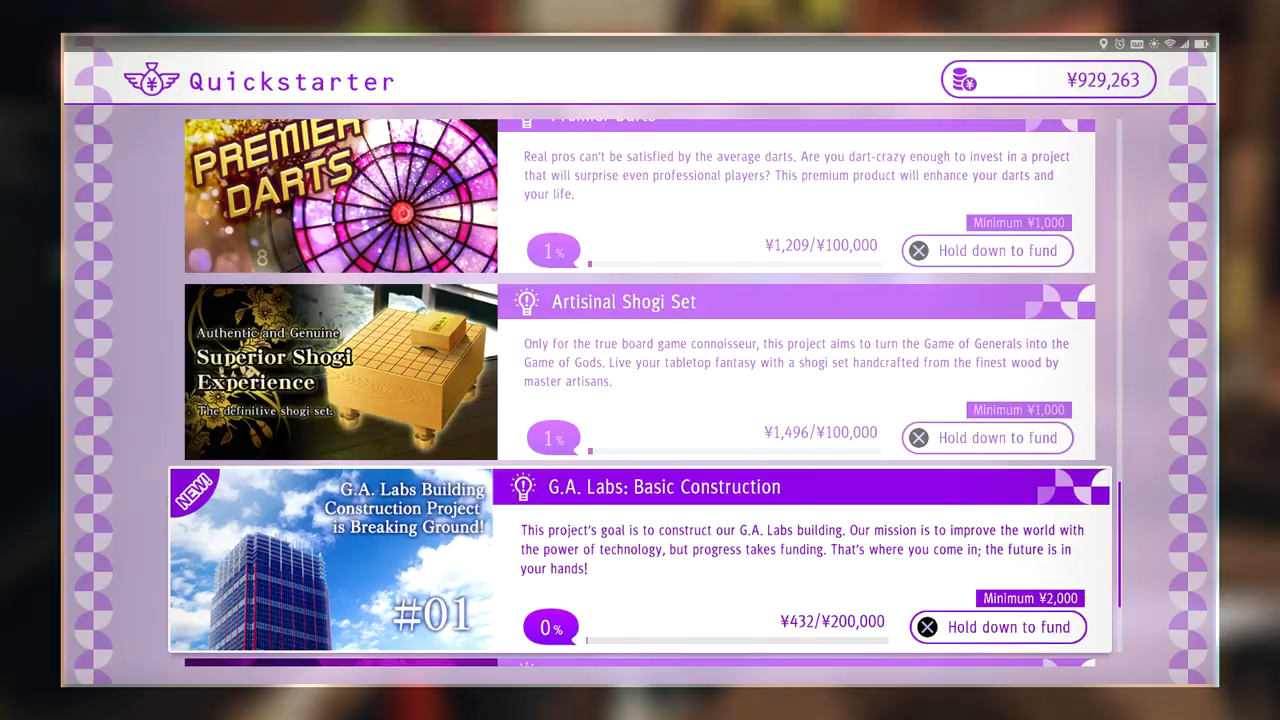 Quickstarter
¥929,263
PREMIER
DARTS
8
Premier Darts
Real pros can't be satisfied by the average darts. Are you dart-crazy enough to invest in a project
that will surprise even professional players? This premium product will enhance your darts and
your life.
Minimum ¥1,000
1 %
¥1,209/¥100,000
Hold down to fund
Authentic and Genuine
Superior Shogi
Experience
The definitive shogi set.
Artisinal Shogi Set
Only for the true board game connoisseur, this project aims to turn the Game of Generals into the
Game of Gods. Live your tabletop fantasy with a shogi set handcrafted from the finest wood by
master artisans.
Minimum ¥1,000
1 %
¥1,496/¥100,000
Hold down to fund
NEW!
G.A. Labs Building
Construction Project
is Breaking Ground!
#01
G.A. Labs: Basic Construction
This project's goal is to construct our G.A. Labs building. Our mission is to improve the world with
the power of technology, but progress takes funding. That's where you come in; the future is in
your hands!
Minimum ¥2,000
0 %
¥432/¥200,000
Hold down to fund